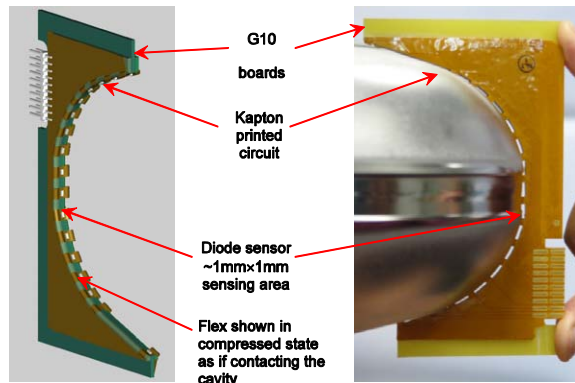 G10
boards
Kapton
printed
circuit
Diode sensor
~1mm×1mm
sensing area
Flex shown in
compressed state
as if contacting the
cavity